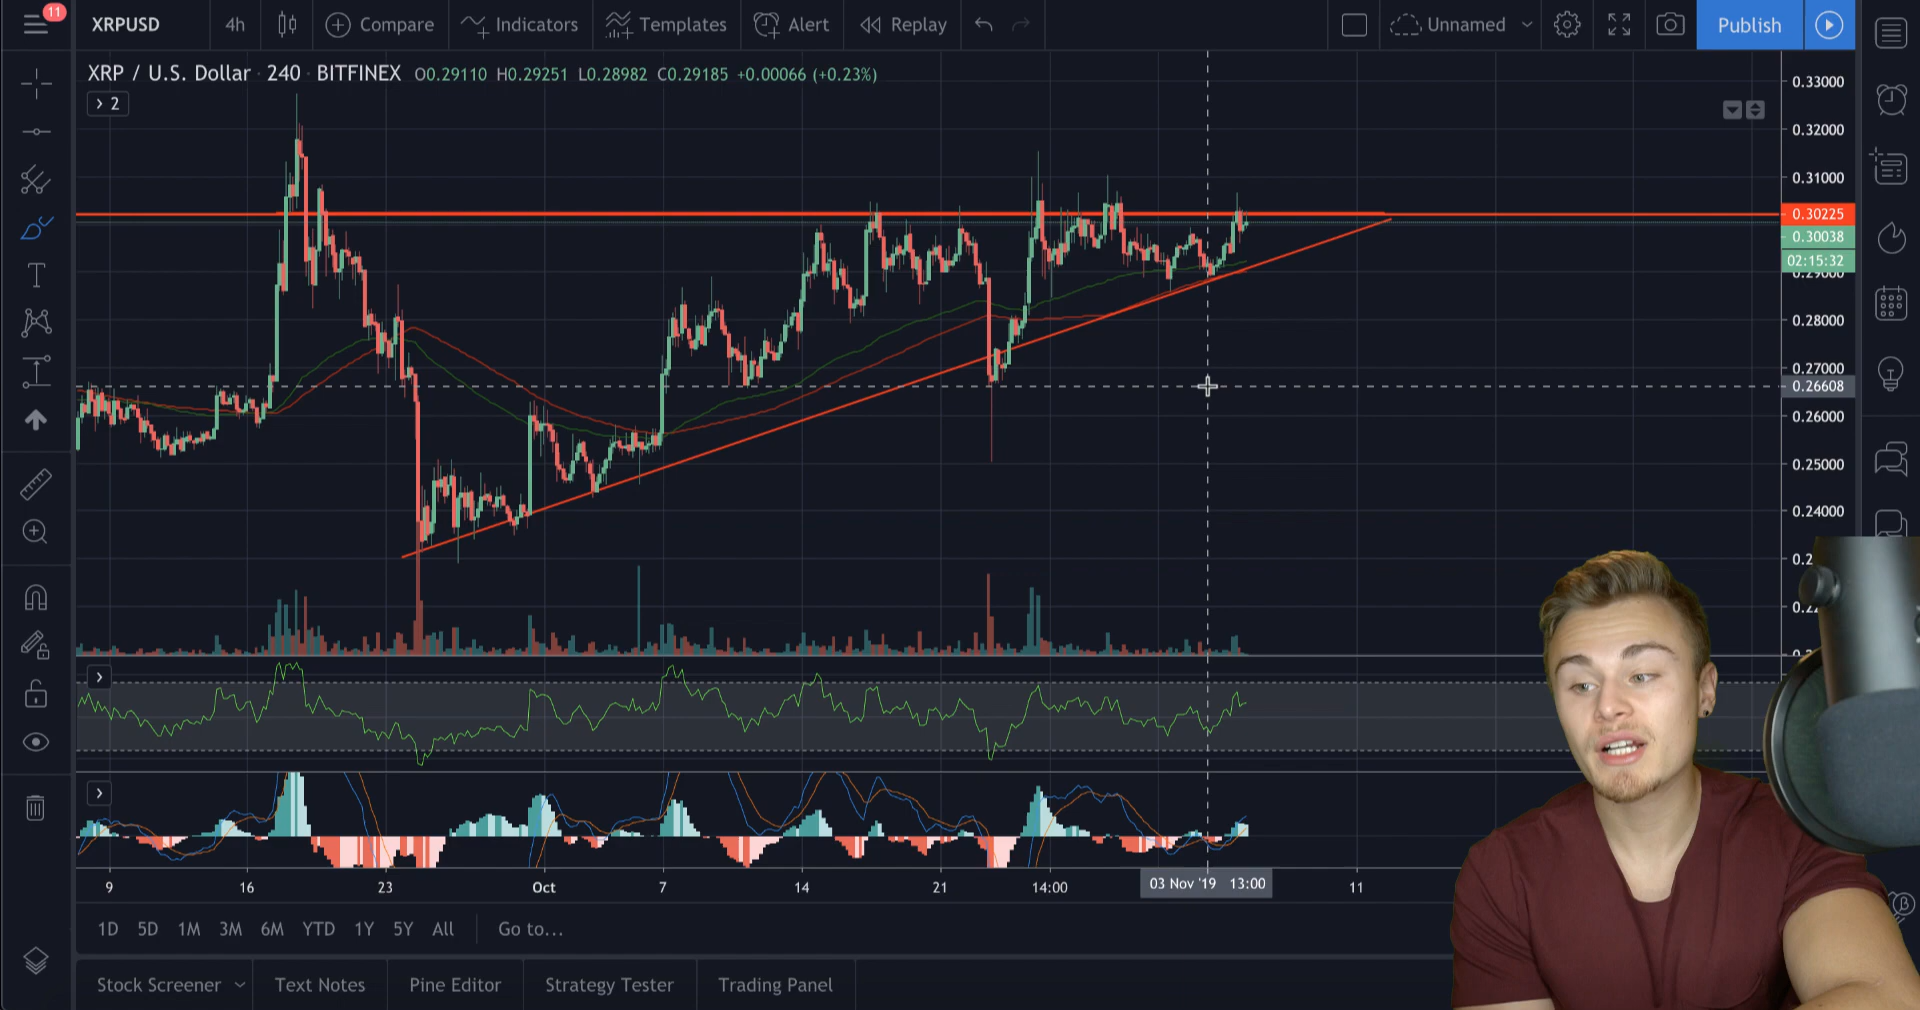 11
XRPUSD
4h
Compare
Indicators
Templates
Alert
Replay
Unnamed
Publish
XRP / U.S. Dollar · 240 · BITFINEX O0.29110 H0.29251 L0.28982 C0.29185 +0.00066 (+0.23%)
2
0.33000
0.32000
0.31000
0.30225
0.30038
02:15:32
0.29000
0.28000
0.27000
0.26608
0.26000
0.25000
0.24000
9
16
23
Oct
7
14
21
14:00
03 Nov '19 13:00
11
1D 5D 1M 3M 6M YTD 1Y 5Y All Go to...
Stock Screener
Text Notes
Pine Editor
Strategy Tester
Trading Panel